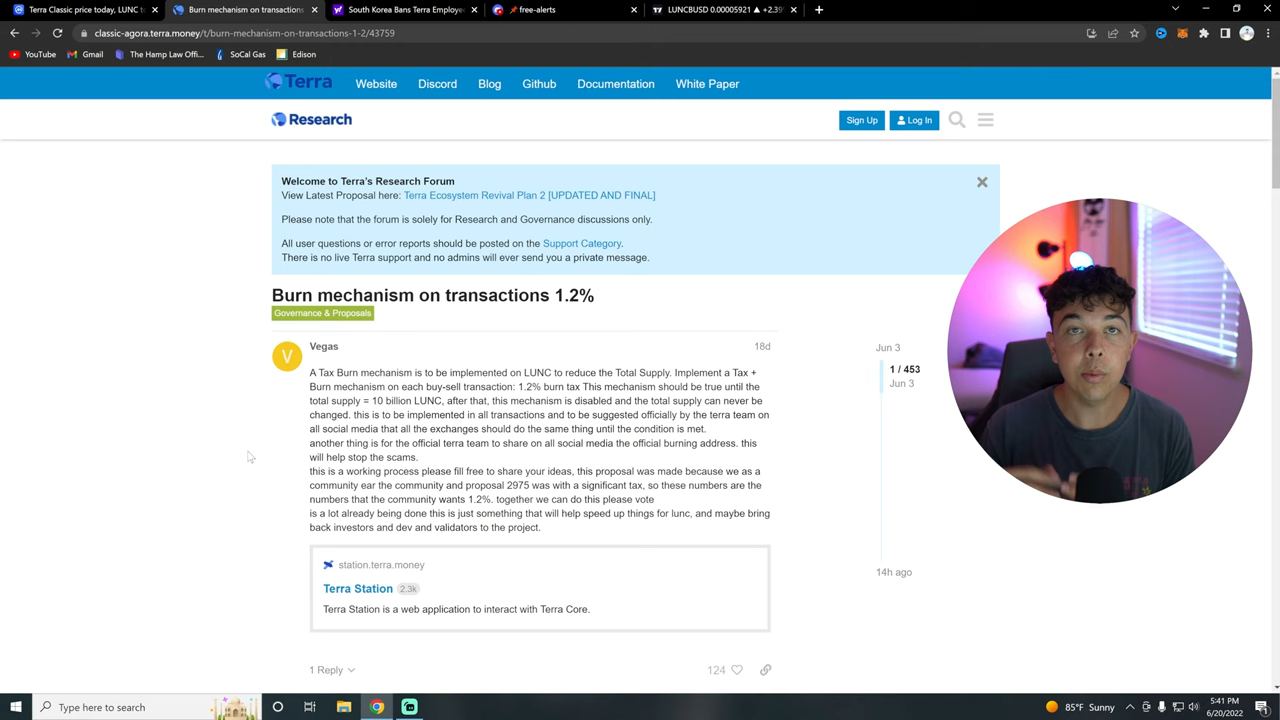 Terra Classic price today, LUNC to
Burn mechanism on transactions
South Korea Bans Terra Employee
📌 free-alerts
LUNCBUSD 0.00005921 ▲ +2.39
classic-agora.terra.money/t/burn-mechanism-on-transactions-1-2/43759
YouTube
Gmail
The Hamp Law Offi...
SoCal Gas
Edison
Terra
Website
Discord
Blog
Github
Documentation
White Paper
Research
Sign Up
Log In
Welcome to Terra's Research Forum
View Latest Proposal here: Terra Ecosystem Revival Plan 2 [UPDATED AND FINAL]
Please note that the forum is solely for Research and Governance discussions only.
All user questions or error reports should be posted on the Support Category.
There is no live Terra support and no admins will ever send you a private message.
Burn mechanism on transactions 1.2%
Governance & Proposals
V
Vegas
18d
A Tax Burn mechanism is to be implemented on LUNC to reduce the Total Supply. Implement a Tax +
Burn mechanism on each buy-sell transaction: 1.2% burn tax This mechanism should be true until the
total supply = 10 billion LUNC, after that, this mechanism is disabled and the total supply can never be
changed. this is to be implemented in all transactions and to be suggested officially by the terra team on
all social media that all the exchanges should do the same thing until the condition is met.
another thing is for the official terra team to share on all social media the official burning address. this
will help stop the scams.
this is a working process please fill free to share your ideas, this proposal was made because we as a
community ear the community and proposal 2975 was with a significant tax, so these numbers are the
numbers that the community wants 1.2%. together we can do this please vote
is a lot already being done this is just something that will help speed up things for lunc, and maybe bring
back investors and dev and validators to the project.
station.terra.money
Terra Station 2.3k
Terra Station is a web application to interact with Terra Core.
1 Reply
124
Jun 3
1 / 453
Jun 3
14h ago
Type here to search
85°F Sunny
5:41 PM
6/20/2022